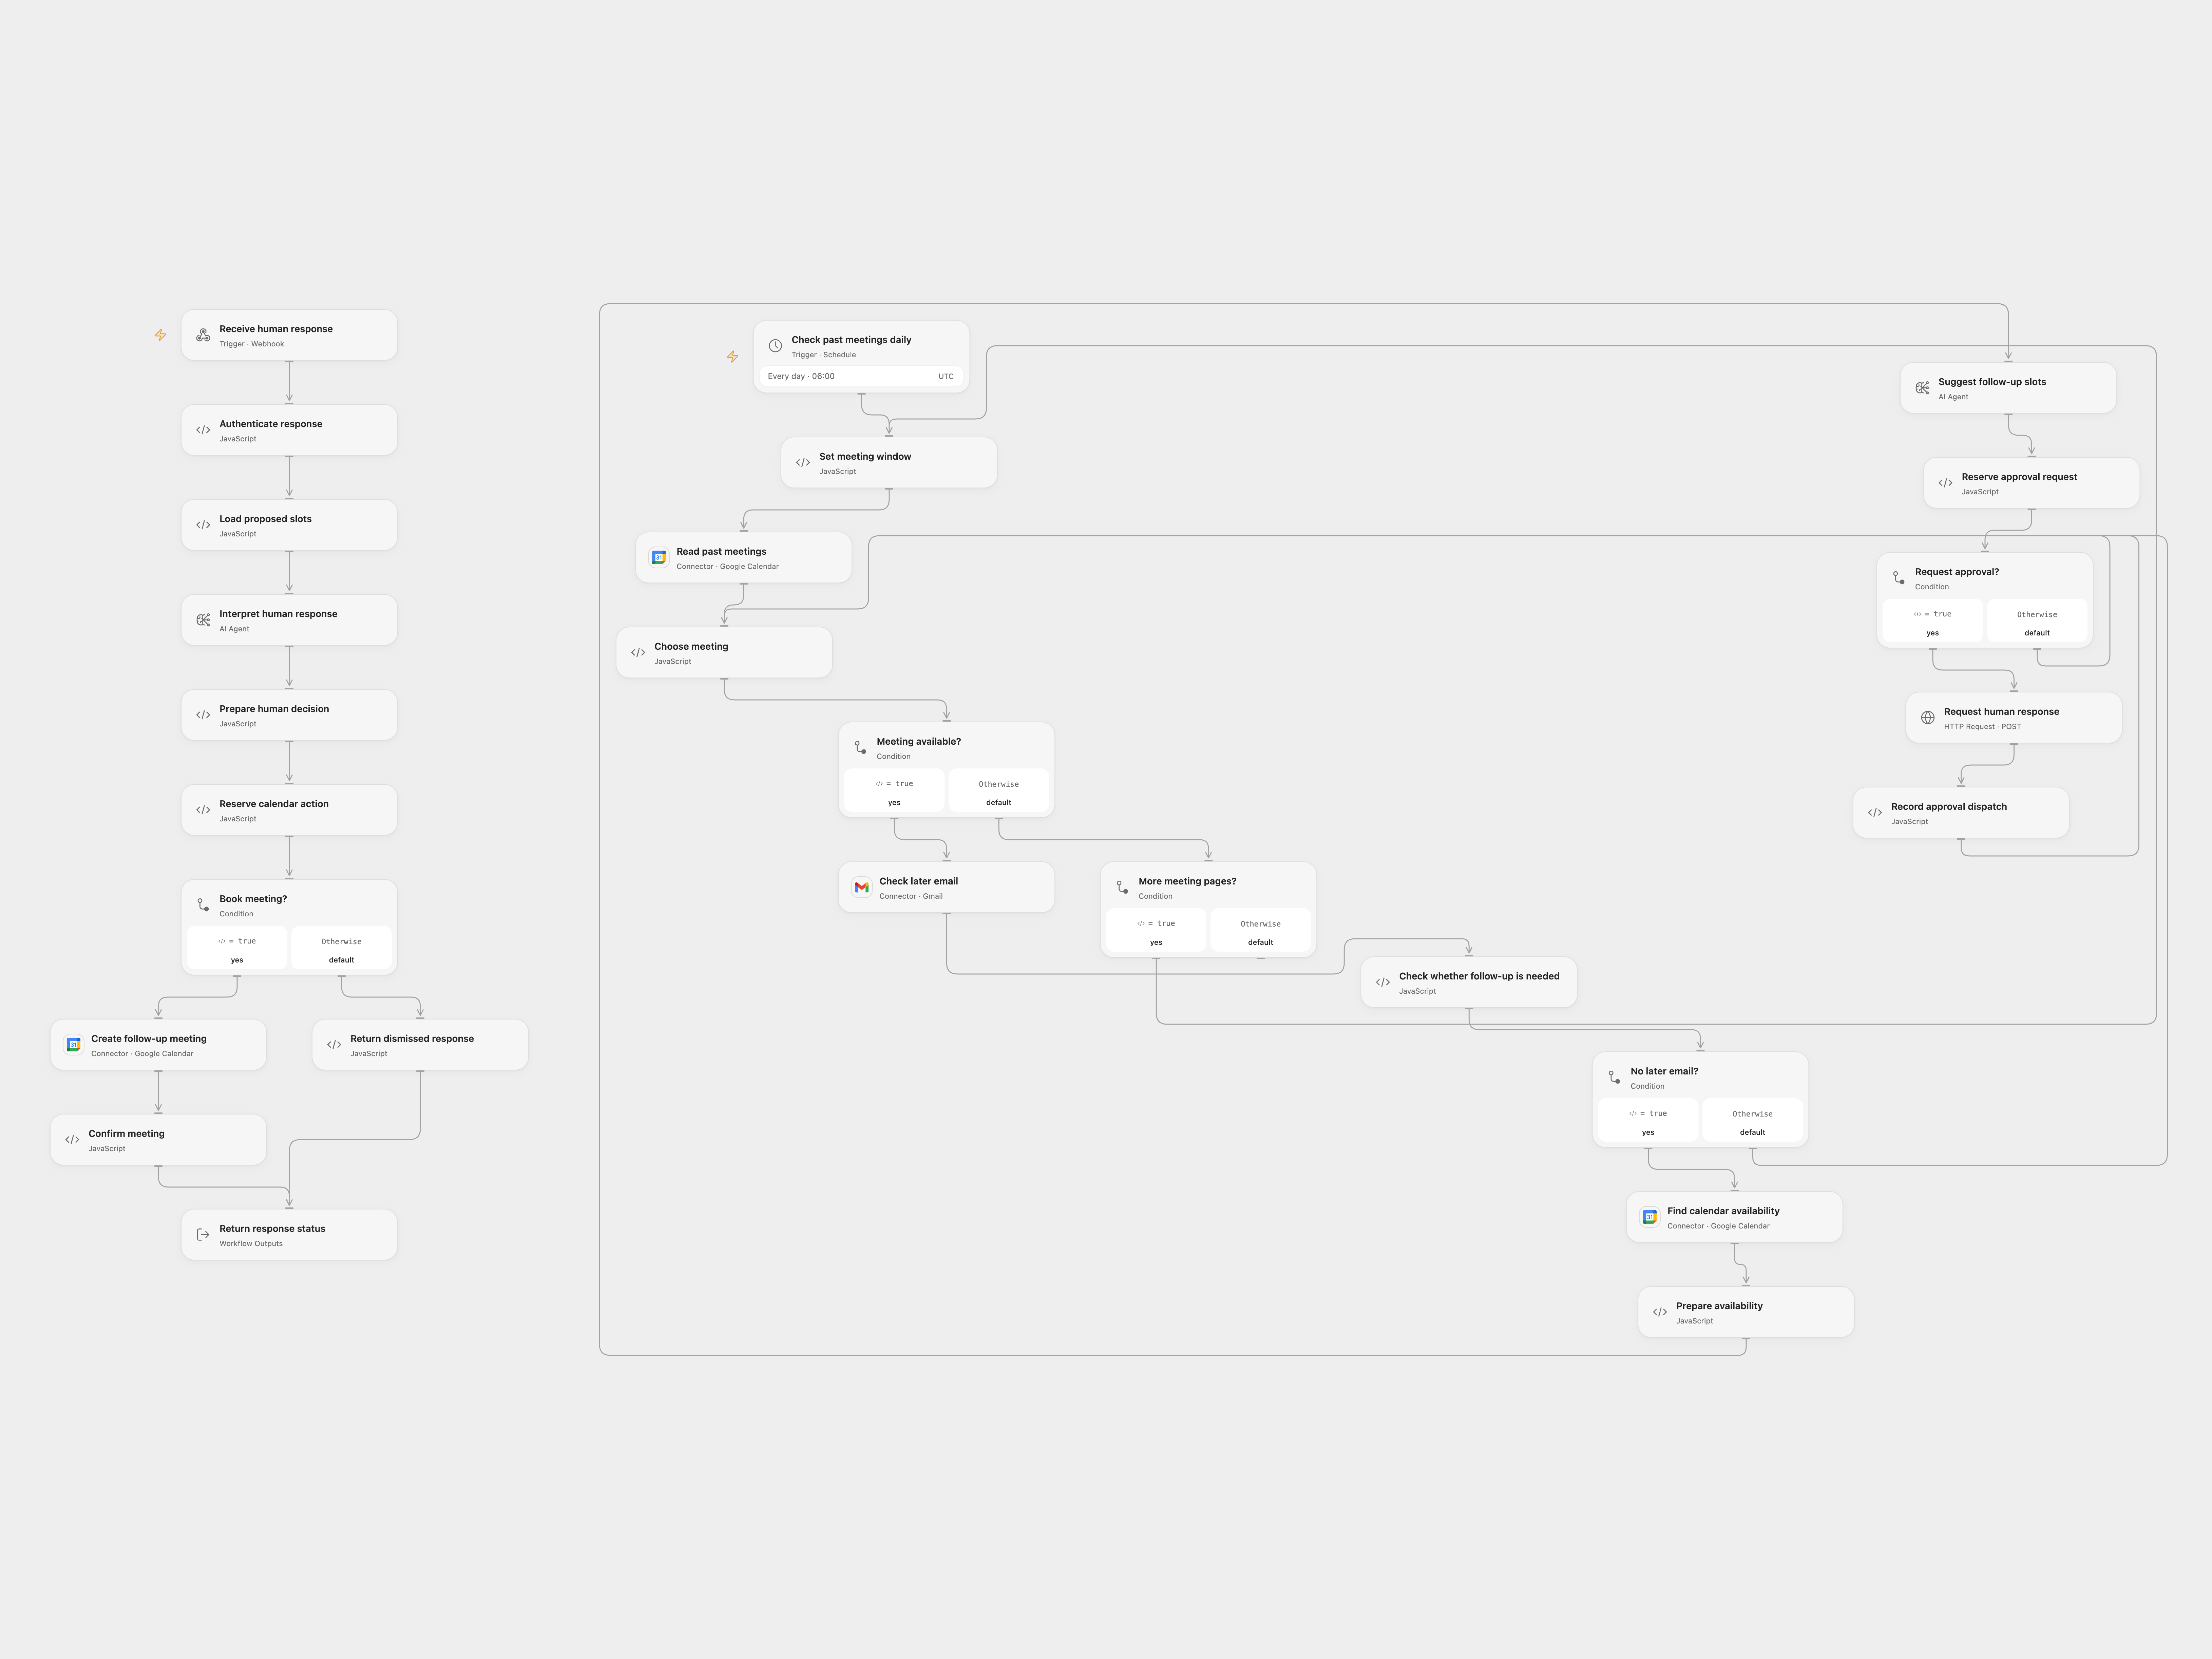 Receive human response
Trigger · Webhook
Authenticate response
JavaScript
Load proposed slots
JavaScript
Interpret human response
AI Agent
Prepare human decision
JavaScript
Reserve calendar action
JavaScript
Book meeting?
Condition
</> = true
yes
Otherwise
default
Create follow-up meeting
Connector · Google Calendar
Return dismissed response
JavaScript
Confirm meeting
JavaScript
Return response status
Workflow Outputs
Check past meetings daily
Trigger · Schedule
Every day · 06:00
UTC
Set meeting window
JavaScript
Read past meetings
Connector · Google Calendar
Choose meeting
JavaScript
Meeting available?
Condition
</> = true
yes
Otherwise
default
Check later email
Connector · Gmail
More meeting pages?
Condition
</> = true
yes
Otherwise
default
Check whether follow-up is needed
JavaScript
No later email?
Condition
</> = true
yes
Otherwise
default
Find calendar availability
Connector · Google Calendar
Prepare availability
JavaScript
Suggest follow-up slots
AI Agent
Reserve approval request
JavaScript
Request approval?
Condition
</> = true
yes
Otherwise
default
Request human response
HTTP Request · POST
Record approval dispatch
JavaScript